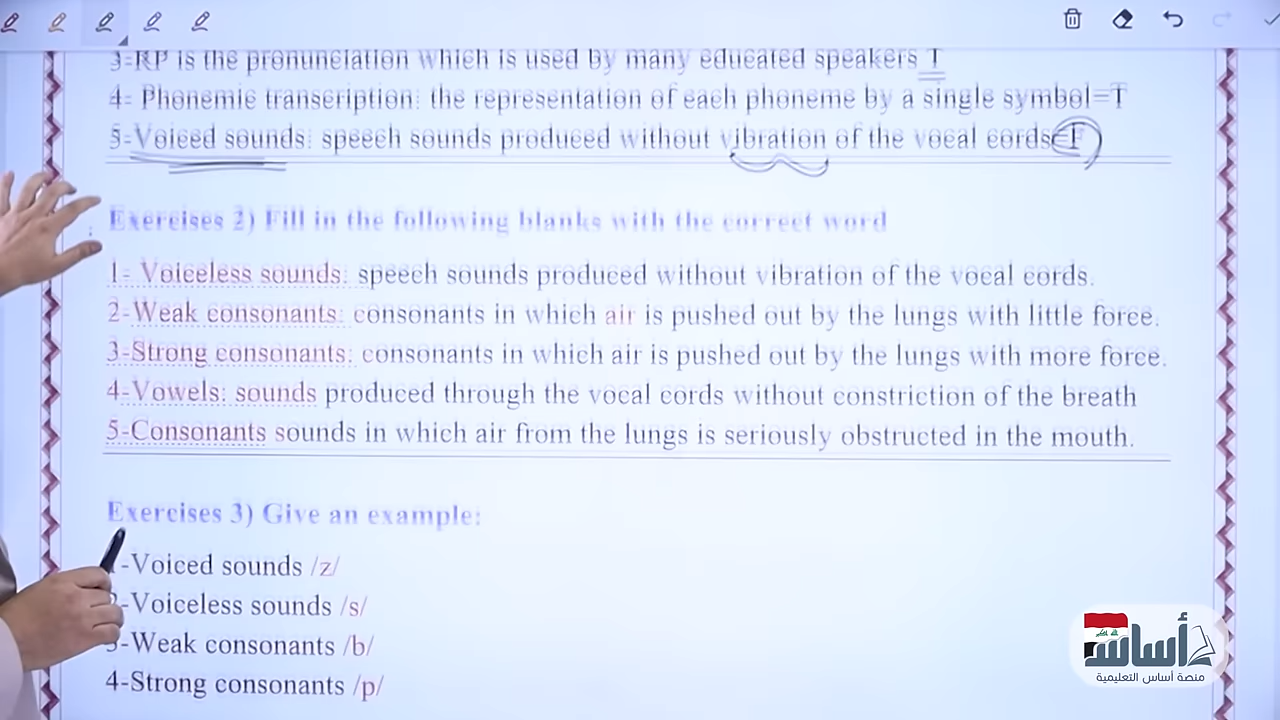 3-RP is the pronunciation which is used by many educated speakers T
4- Phonemic transcription: the representation of each phoneme by a single symbol=T
5-Voiced sounds: speech sounds produced without vibration of the vocal cords=F
Exercises 2) Fill in the following blanks with the correct word
1- Voiceless sounds: speech sounds produced without vibration of the vocal cords.
2-Weak consonants: consonants in which air is pushed out by the lungs with little force.
3-Strong consonants: consonants in which air is pushed out by the lungs with more force.
4-Vowels: sounds produced through the vocal cords without constriction of the breath
5-Consonants sounds in which air from the lungs is seriously obstructed in the mouth.
Exercises 3) Give an example:
1-Voiced sounds /z/
2-Voiceless sounds /s/
3-Weak consonants /b/
4-Strong consonants /p/
أساس
منصة أساس التعليمية